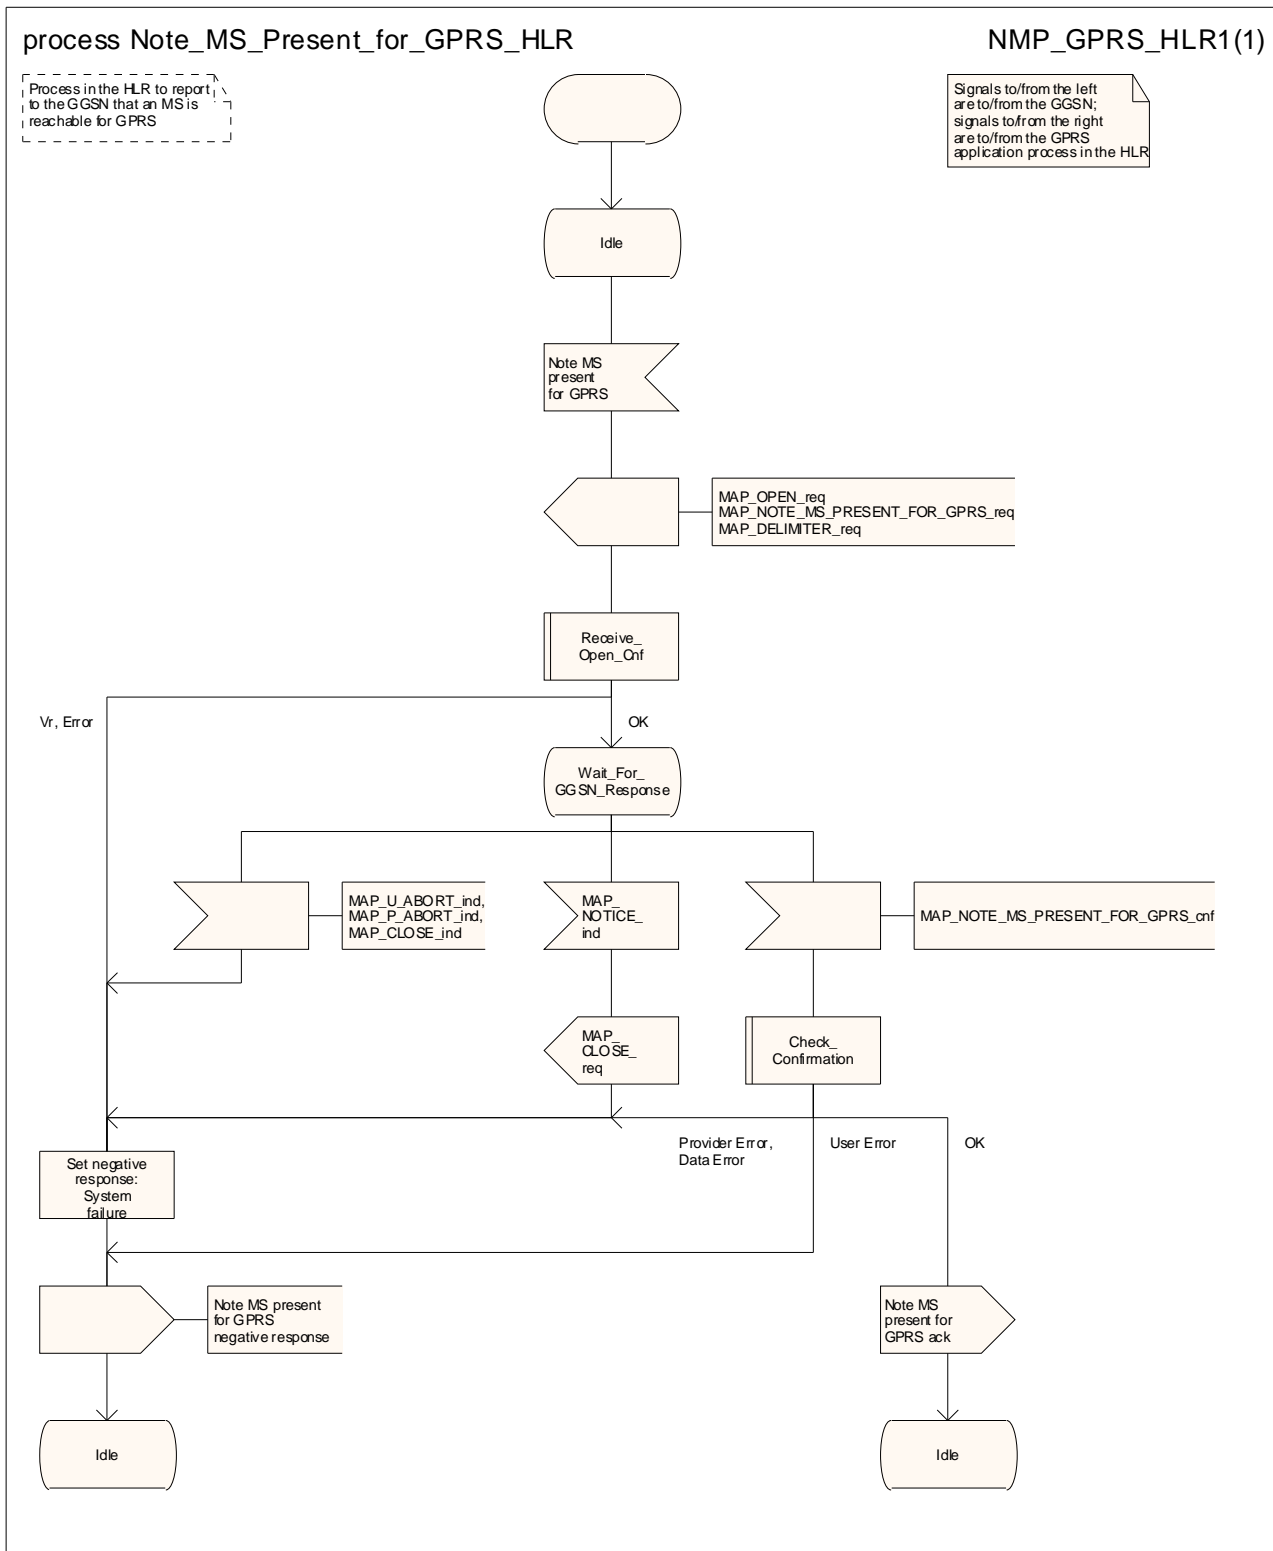 process Note_MS_Present_for_GPRS_HLR
NMP_GPRS_HLR1(1)
Process in the HLR to report
to the GGSN that an MS is
reachable for GPRS
Signals to/from the left
are to/from the GGSN;
signals to/from the right
are to/from the GPRS
application process in the HLR
Idle
Note MS
present
for GPRS
MAP_OPEN_req
MAP_NOTE_MS_PRESENT_FOR_GPRS_req
MAP_DELIMITER_req
Receive_
Open_Cnf
Vr, Error
OK
Wait_For_
GGSN_Response
MAP_U_ABORT_ind,
MAP_P_ABORT_ind,
MAP_CLOSE_ind
MAP_
NOTICE_
ind
MAP_NOTE_MS_PRESENT_FOR_GPRS_cnf
MAP_
CLOSE_
req
Check_
Confirmation
Provider Error,
Data Error
User Error
OK
Set negative
response:
System
failure
Note MS present
for GPRS
negative response
Note MS
present for
GPRS ack
Idle
Idle